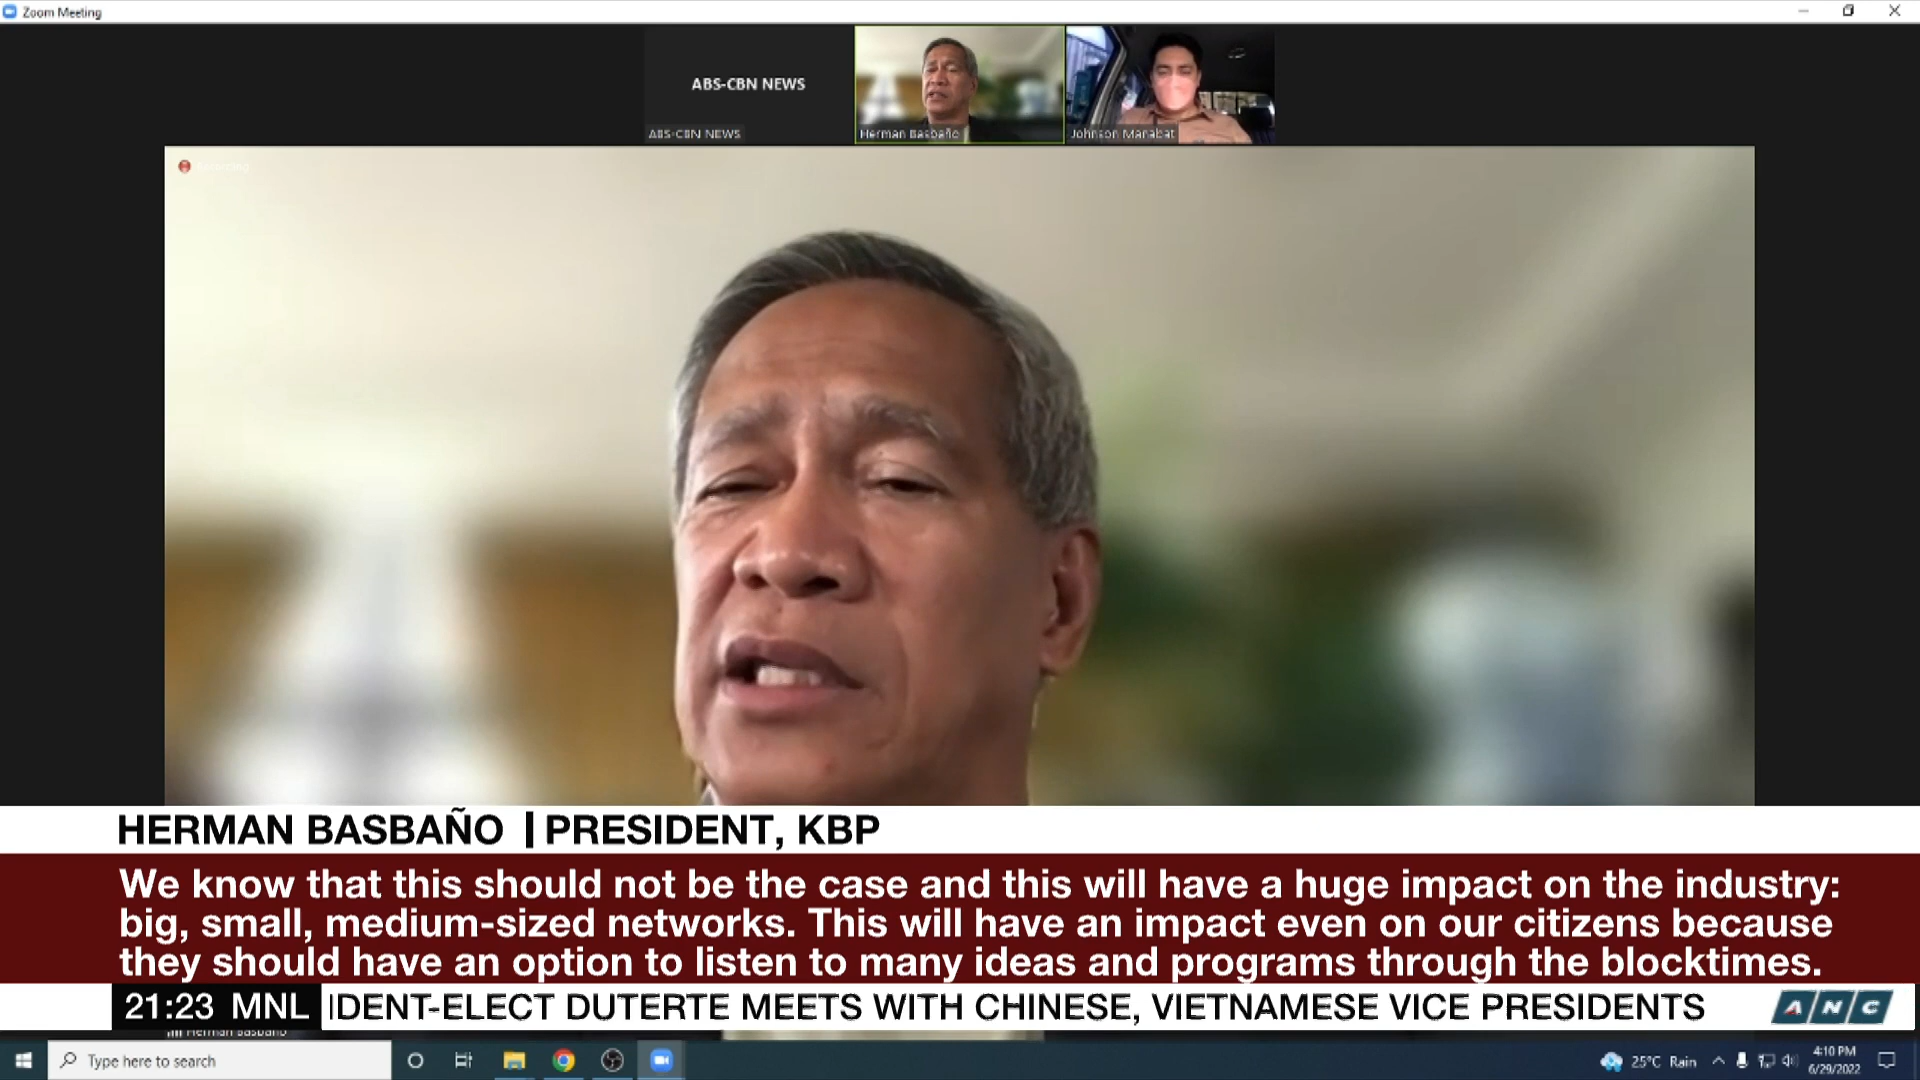 Zoom Meeting
ABS-CBN NEWS
ABS-CBN NEWS
Herman Basbaño
Johnson Manabat
HERMAN BASBAÑO | PRESIDENT, KBP
We know that this should not be the case and this will have a huge impact on the industry:
big, small, medium-sized networks. This will have an impact even on our citizens because
they should have an option to listen to many ideas and programs through the blocktimes.
21:23 MNL IDENT-ELECT DUTERTE MEETS WITH CHINESE, VIETNAMESE VICE PRESIDENTS
ANC
Herman Basbaño
Type here to search
25°C Rain
4:10 PM
6/29/2022